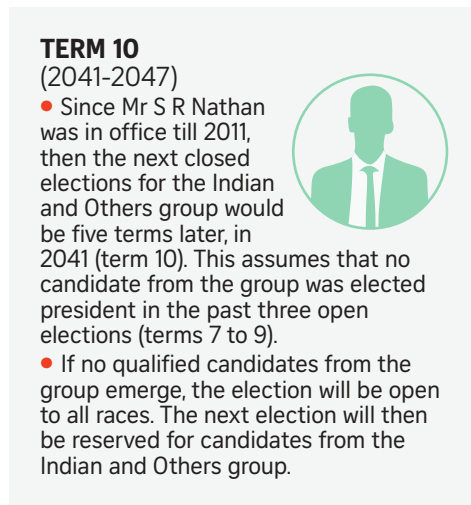 TERM 10
(2041-2047)
• Since Mr S R Nathan
was in office till 2011,
then the next closed
elections for the Indian
and Others group would
be five terms later, in
2041 (term 10). This assumes that no
candidate from the group was elected
president in the past three open
elections (terms 7 to 9).
• If no qualified candidates from the
group emerge, the election will be open
to all races. The next election will then
be reserved for candidates from the
Indian and Others group.